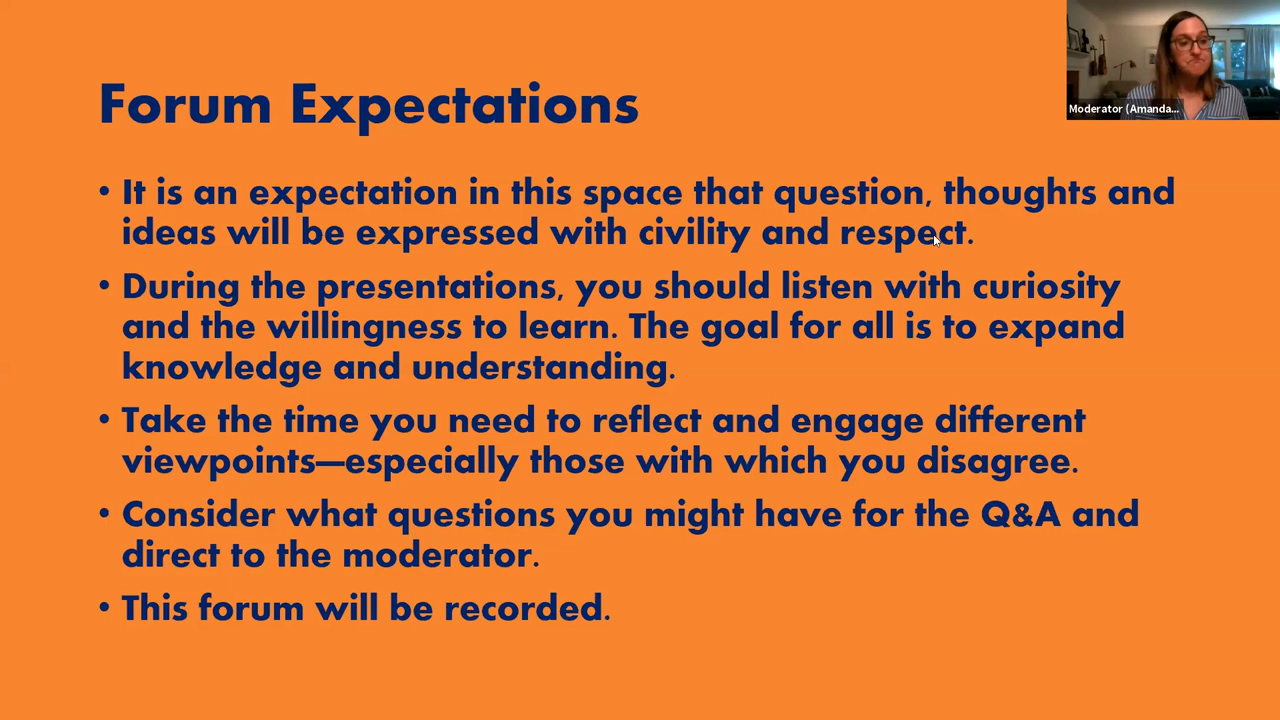 Forum Expectations
Moderator (Amanda...
• It is an expectation in this space that question, thoughts and
ideas will be expressed with civility and respect.
• During the presentations, you should listen with curiosity
and the willingness to learn. The goal for all is to expand
knowledge and understanding.
• Take the time you need to reflect and engage different
viewpoints—especially those with which you disagree.
• Consider what questions you might have for the Q&A and
direct to the moderator.
• This forum will be recorded.